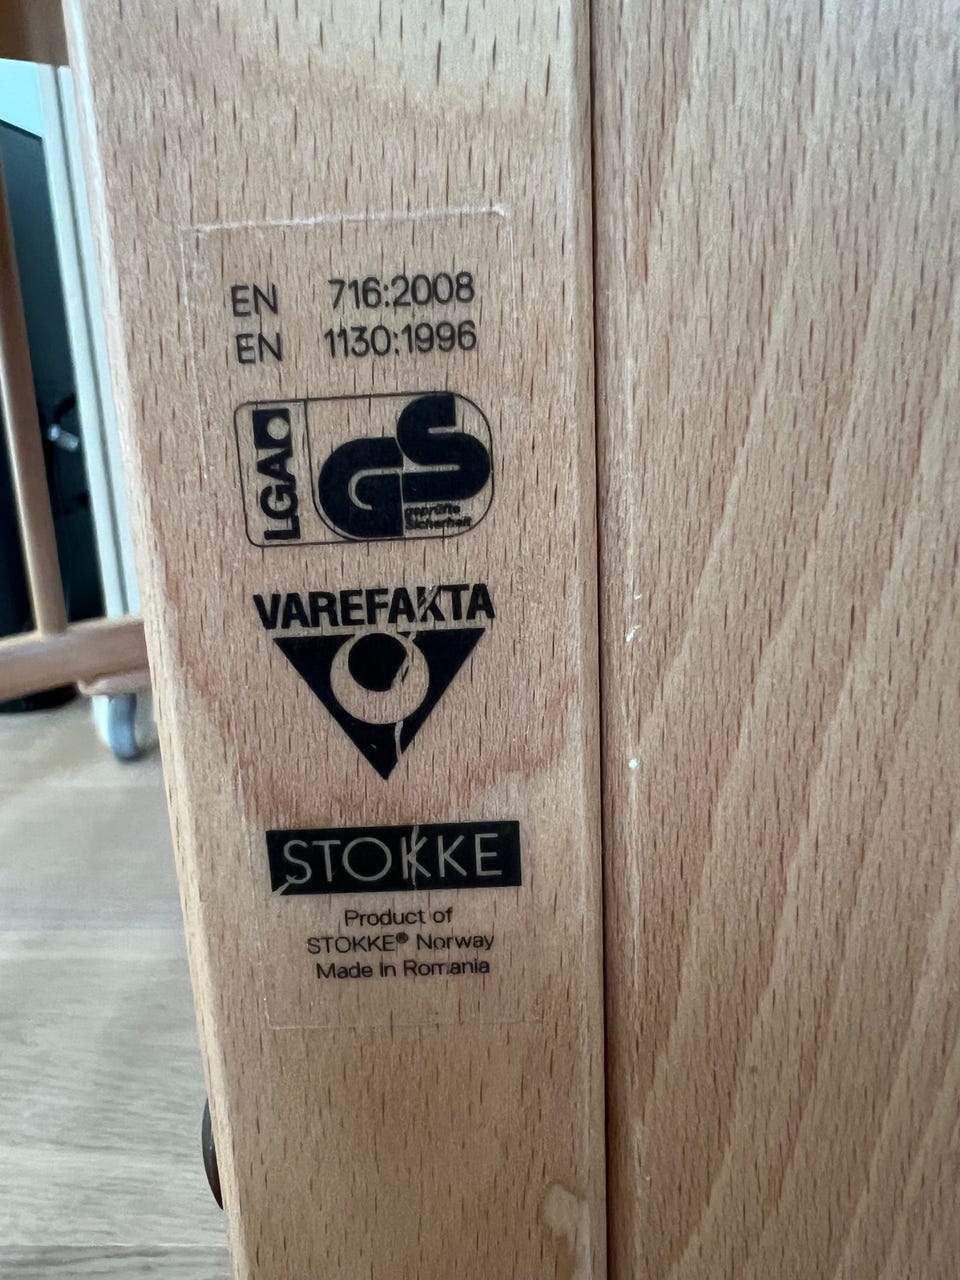 EN 716:2008
EN 1130:1996
LGA
GS
geprüfte
Sicherheit
VAREFAKTA
STOKKE
Product of
STOKKE® Norway
Made In Romania